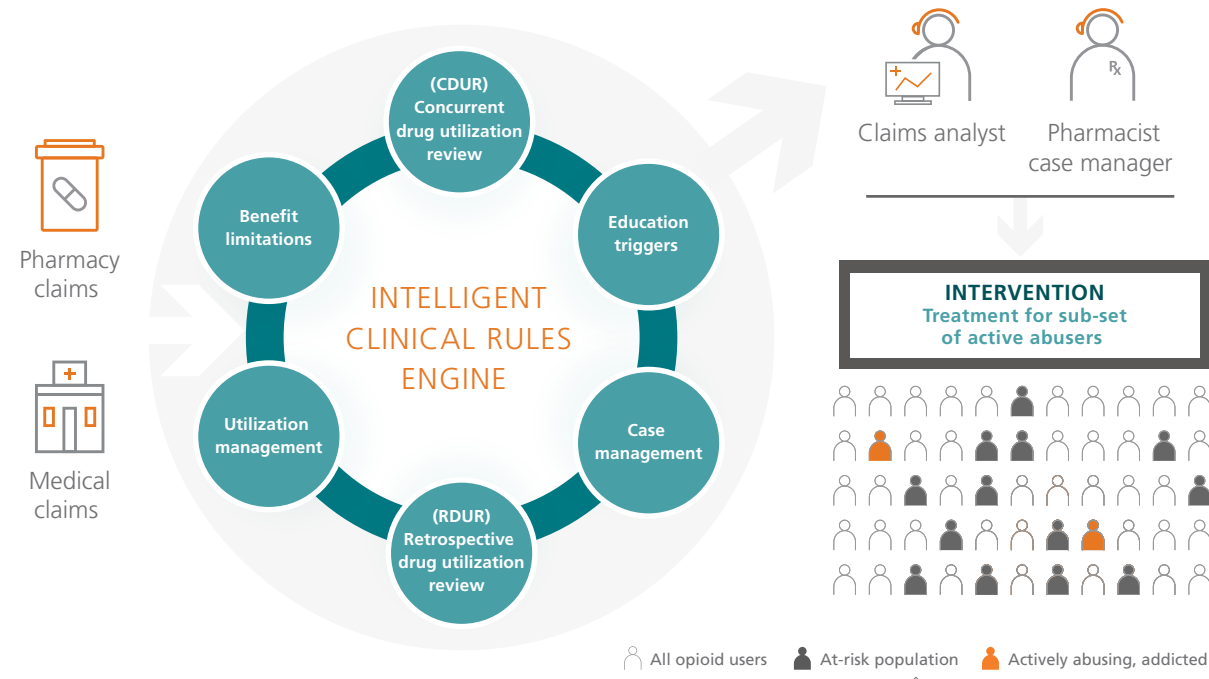 Pharmacy
claims
Medical
claims
(CDUR)
Concurrent
drug utilization
review
Benefit
limitations
Education
triggers
INTELLIGENT
CLINICAL RULES
ENGINE
Utilization
management
Case
management
(RDUR)
Retrospective
drug utilization
review
Claims analyst
Pharmacist
case manager
Rx
INTERVENTION
Treatment for sub-set
of active abusers
All opioid users
At-risk population
Actively abusing, addicted